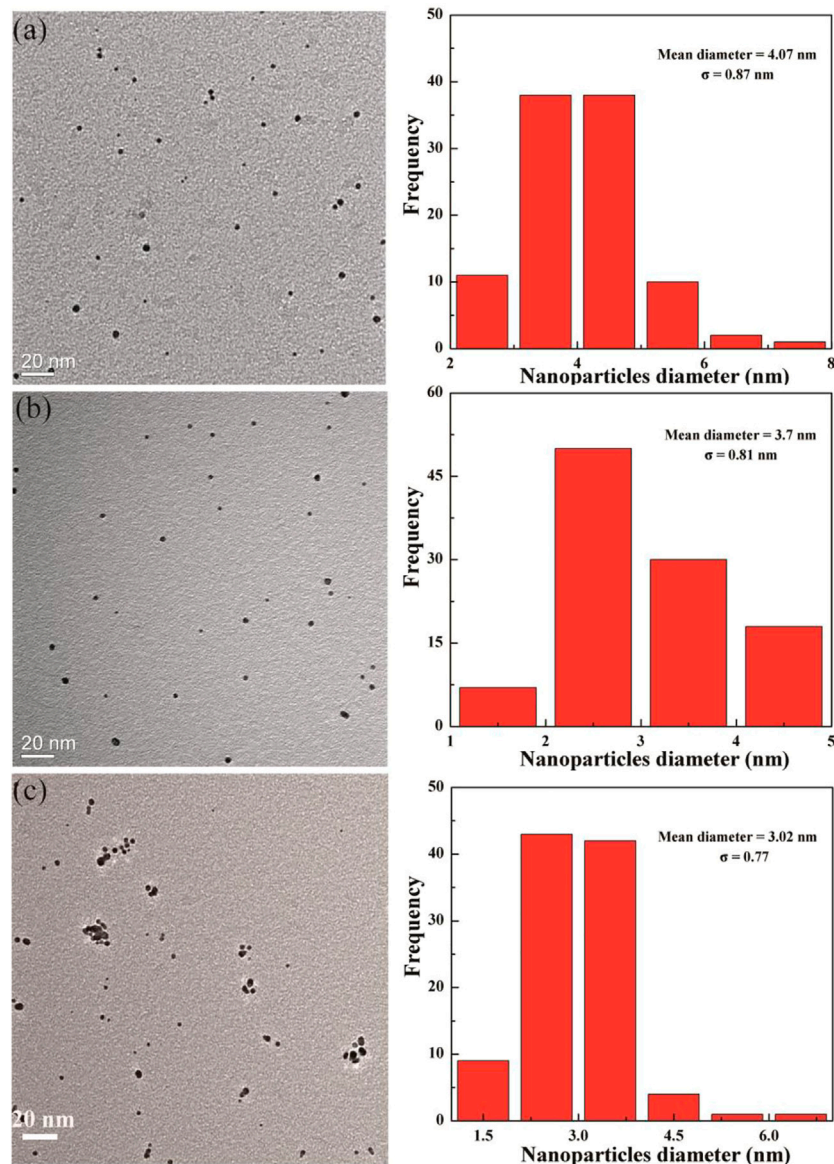 (a)
20 nm
50
40
30
20
10
0
Frequency
Mean diameter = 4.07 nm
σ = 0.87 nm
2 4 6 8
Nanoparticles diameter (nm)
(b)
20 nm
60
45
30
15
0
Frequency
Mean diameter = 3.7 nm
σ = 0.81 nm
1 2 3 4 5
Nanoparticles diameter (nm)
(c)
20 nm
50
40
30
20
10
0
Frequency
Mean diameter = 3.02 nm
σ = 0.77
1.5 3.0 4.5 6.0
Nanoparticles diameter (nm)